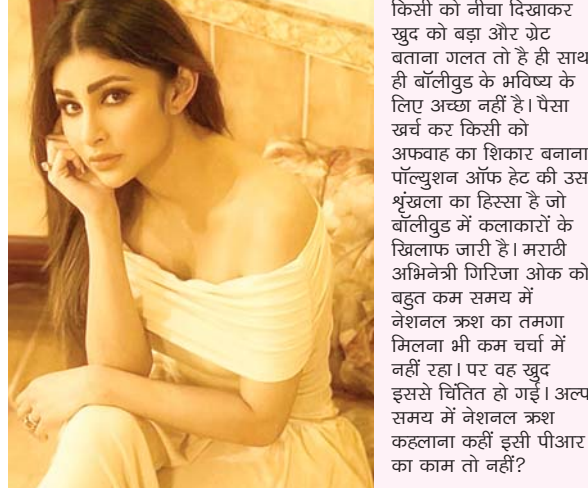 किसी को नीचा दिखाकर
खुद को बड़ा और ग्रेट
बताना गलत तो है ही साथ
ही बॉलीवुड के भविष्य के
लिए अच्छा नहीं है। पैसा
खर्च कर किसी को
अफवाह का शिकार बनाना
पॉल्युशन ऑफ हेट की उस
श्रृंखला का हिस्सा है जो
बॉलीवुड में कलाकारों के
खिलाफ जारी है। मराठी
अभिनेत्री गिरिजा ओक को
बहुत कम समय में
नेशनल क्रश का तमगा
मिलना भी कम चर्चा में
नहीं रहा। पर वह खुद
इससे चिंतित हो गई। अल्प
समय में नेशनल क्रश
कहलाना कहीं इसी पीआर
का काम तो नहीं?